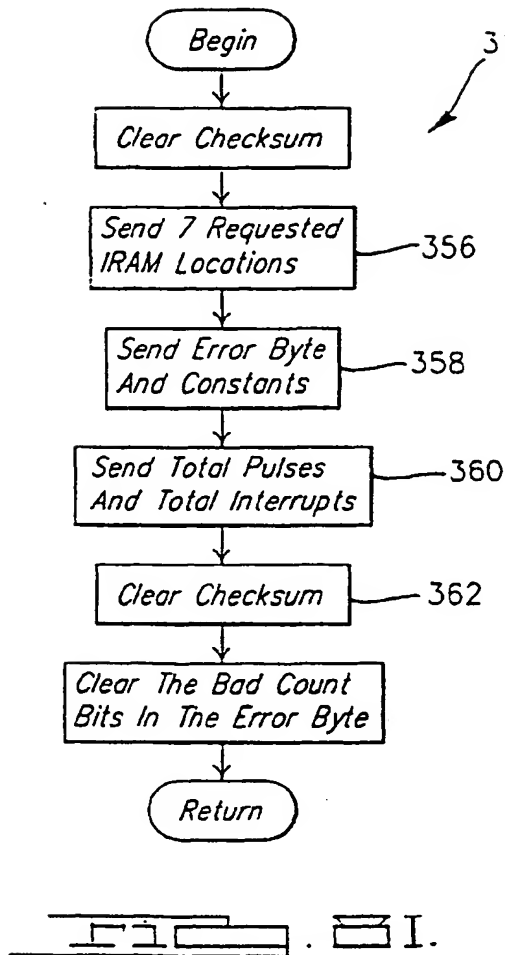 Begin
3
Clear Checksum
Send 7 Requested
IRAM Locations
356
Send Error Byte
And Constants
358
Send Total Pulses
And Total Interrupts
360
Clear Checksum
362
Clear The Bad Count
Bits In The Error Byte
Return